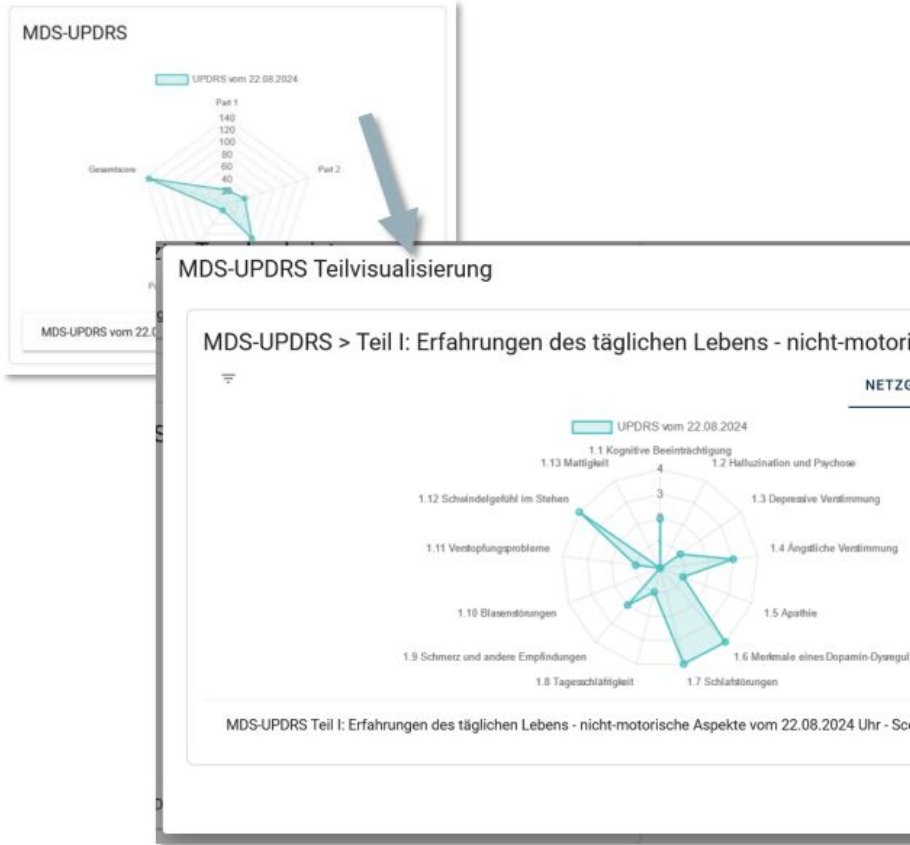 MDS-UPDRS
UPDRS vom 22.08.2024
Part 1
140
120
100
80
60
40
20
Gesamtscore
Part 2
MDS-UPDRS vom 22.0
MDS-UPDRS Teilvisualisierung
MDS-UPDRS > Teil I: Erfahrungen des täglichen Lebens - nicht-motori
NETZG
UPDRS vom 22.08.2024
1.1 Kognitive Beeinträchtigung
1.13 Mattigkeit
4
1.2 Halluzination und Psychose
3
1.12 Schwindelgefühl im Stehen
1.3 Depressive Verstimmung
2
1.11 Verstopfungsprobleme
1
1.4 Ängstliche Verstimmung
1.10 Blasenstörungen
1.5 Apathie
1.9 Schmerz und andere Empfindungen
1.6 Merkmale eines Dopamin-Dysregul
1.8 Tagesschläfrigkeit
1.7 Schlafstörungen
MDS-UPDRS Teil I: Erfahrungen des täglichen Lebens - nicht-motorische Aspekte vom 22.08.2024 Uhr - Sco